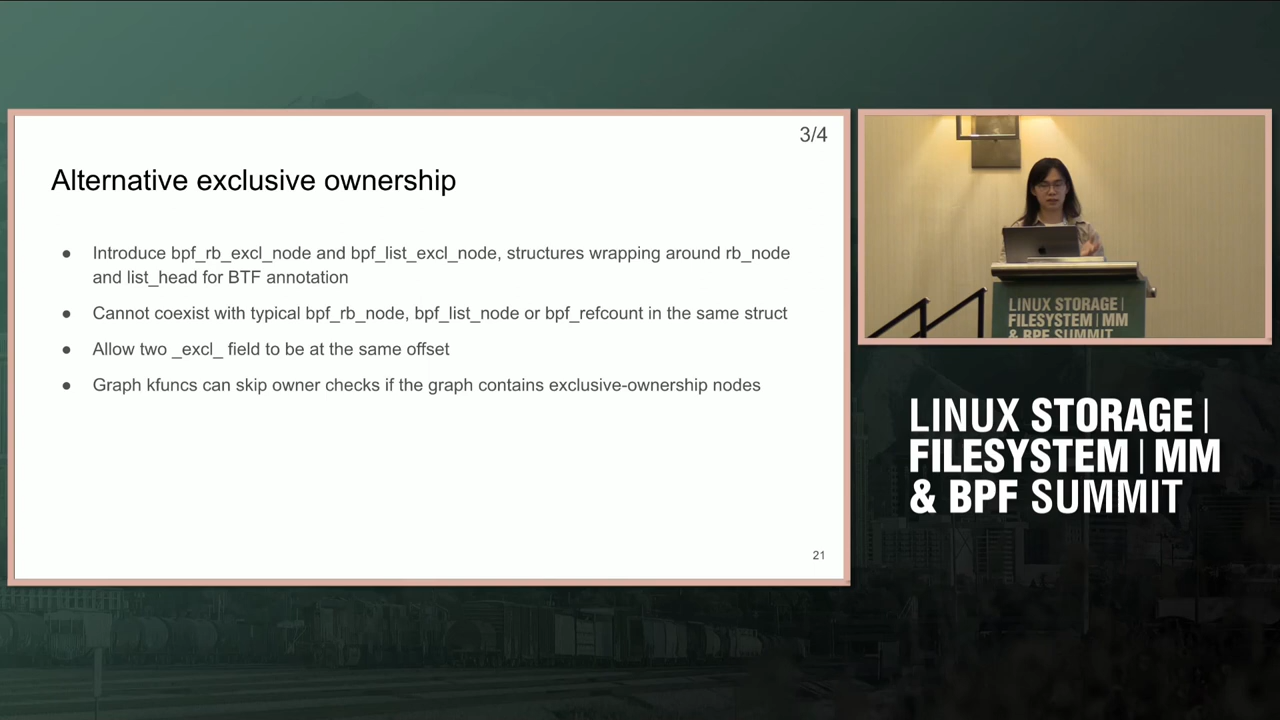 3/4
Alternative exclusive ownership
● Introduce bpf_rb_excl_node and bpf_list_excl_node, structures wrapping around rb_node
and list_head for BTF annotation
● Cannot coexist with typical bpf_rb_node, bpf_list_node or bpf_refcount in the same struct
● Allow two _excl_ field to be at the same offset
● Graph kfuncs can skip owner checks if the graph contains exclusive-ownership nodes
21
LINUX STORAGE |
FILESYSTEM | MM
& BPF SUMMIT
LINUX STORAGE |
FILESYSTEM | MM
& BPF SUMMIT